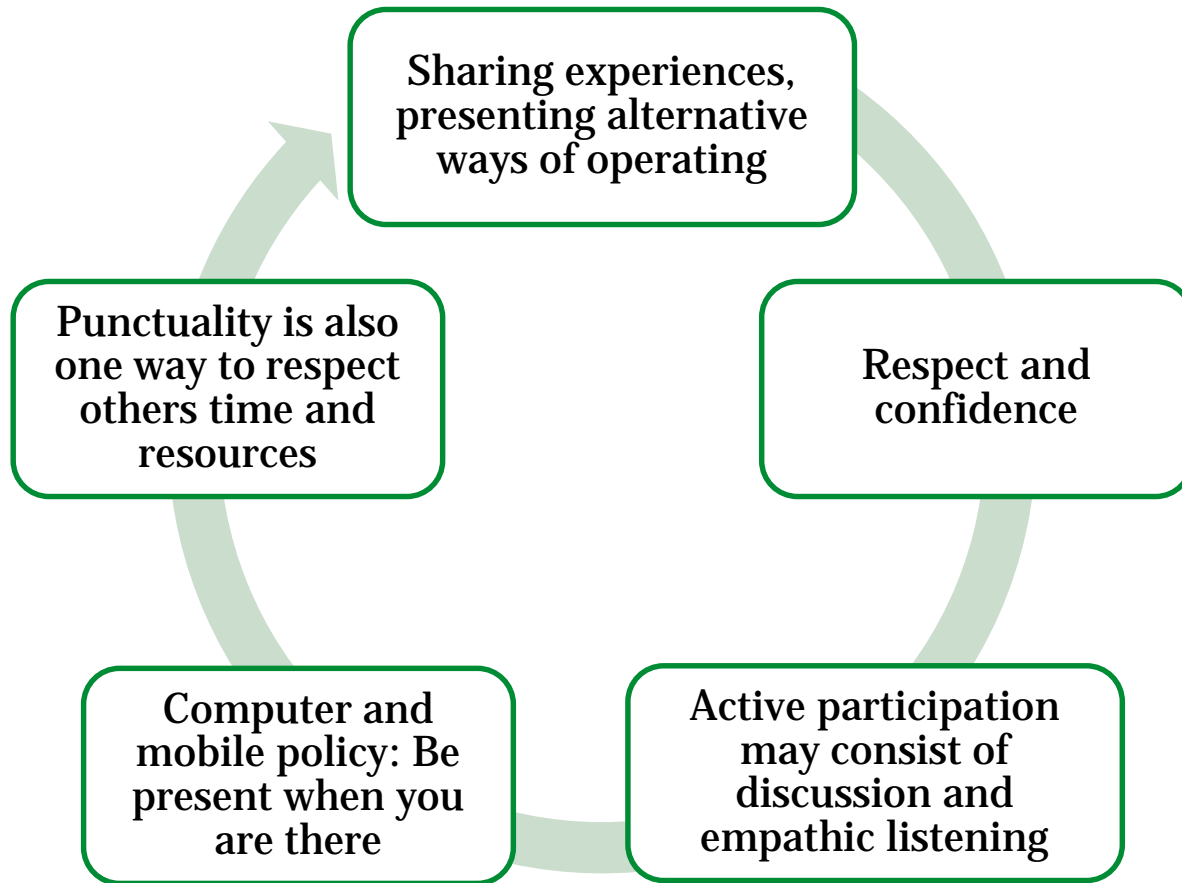 Sharing experiences,
presenting alternative
ways of operating
Respect and
confidence
Active participation
may consist of
discussion and
empathic listening
Computer and
mobile policy: Be
present when you
are there
Punctuality is also
one way to respect
others time and
resources